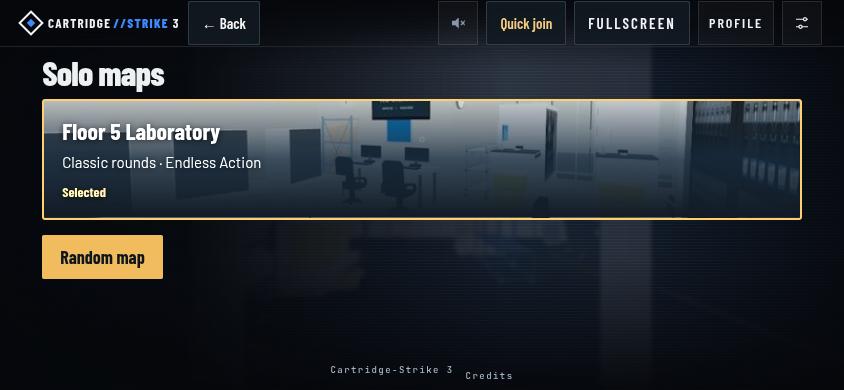 CARTRIDGE//STRIKE 3
← Back
Quick join
FULLSCREEN
PROFILE
Solo maps
Floor 5 Laboratory
Classic rounds · Endless Action
Selected
Random map
Cartridge-Strike 3
Credits